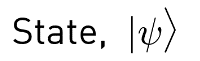 State, |ψ⟩